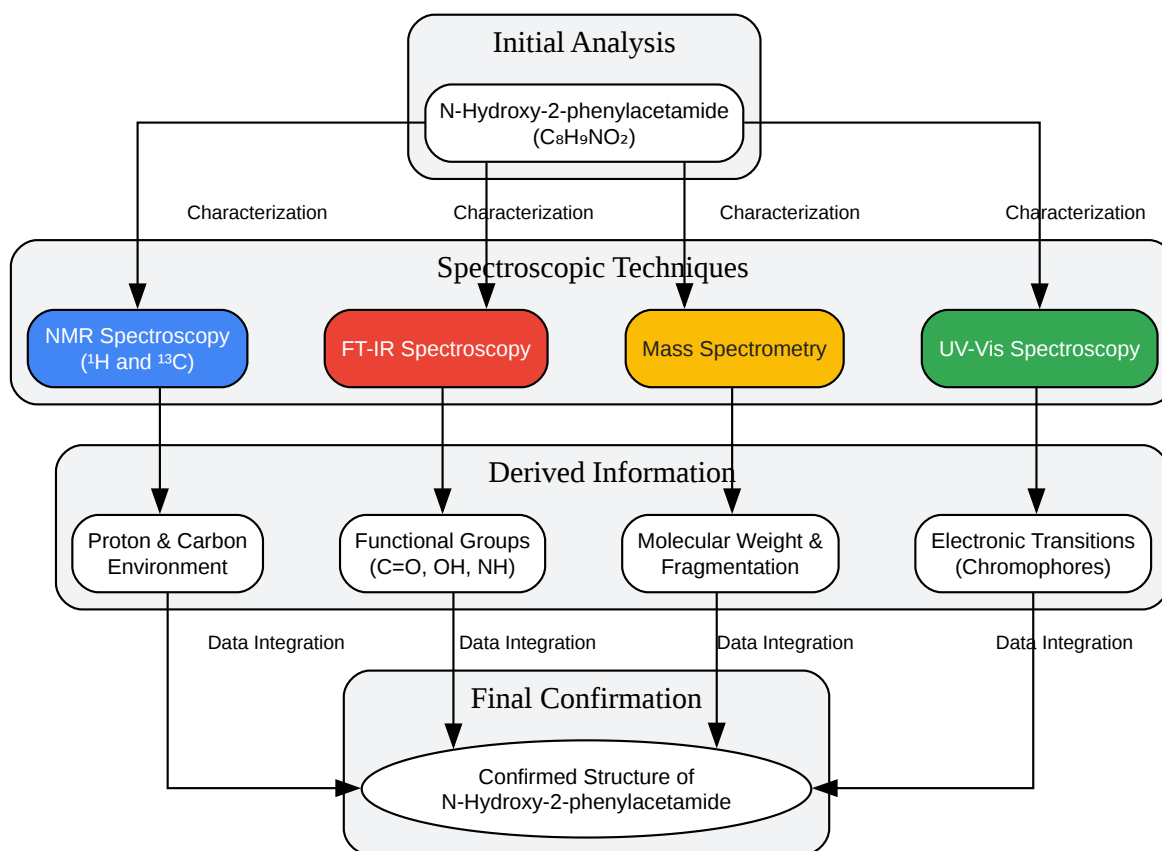 Initial Analysis
N-Hydroxy-2-phenylacetamide
(C₈H₉NO₂)
Characterization
Characterization
Characterization
Characterization
Spectroscopic Techniques
NMR Spectroscopy
(¹H and ¹³C)
FT-IR Spectroscopy
Mass Spectrometry
UV-Vis Spectroscopy
Derived Information
Proton & Carbon
Environment
Functional Groups
(C=O, OH, NH)
Molecular Weight &
Fragmentation
Electronic Transitions
(Chromophores)
Data Integration
Data Integration
Data Integration
Data Integration
Final Confirmation
Confirmed Structure of
N-Hydroxy-2-phenylacetamide